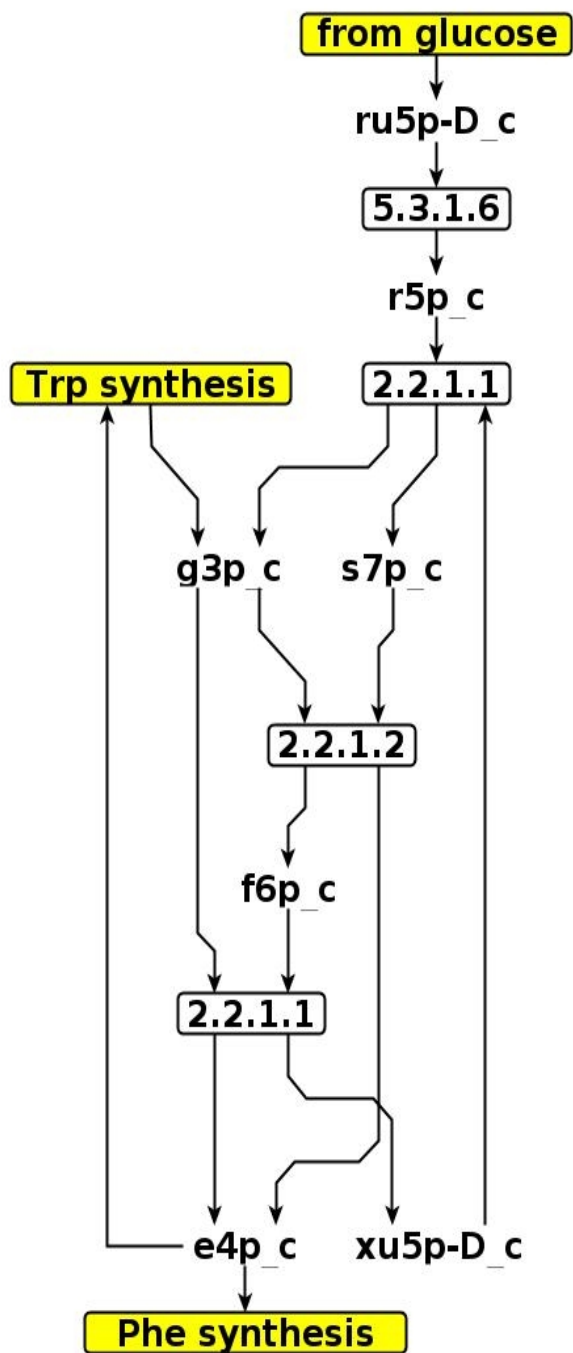 from glucose
ru5p-D_c
5.3.1.6
r5p_c
Trp synthesis
2.2.1.1
g3p_c
s7p_c
2.2.1.2
f6p_c
2.2.1.1
e4p_c
xu5p-D_c
Phe synthesis